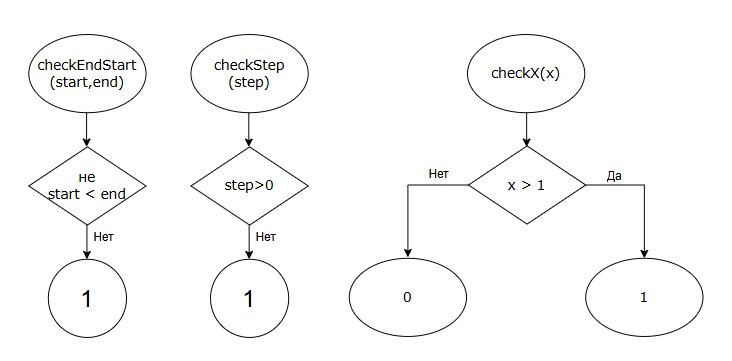 checkEndStart
(start,end)
не
start < end
Нет
1
checkStep
(step)
step>0
Нет
1
checkX(x)
x > 1
Нет
Да
0
1